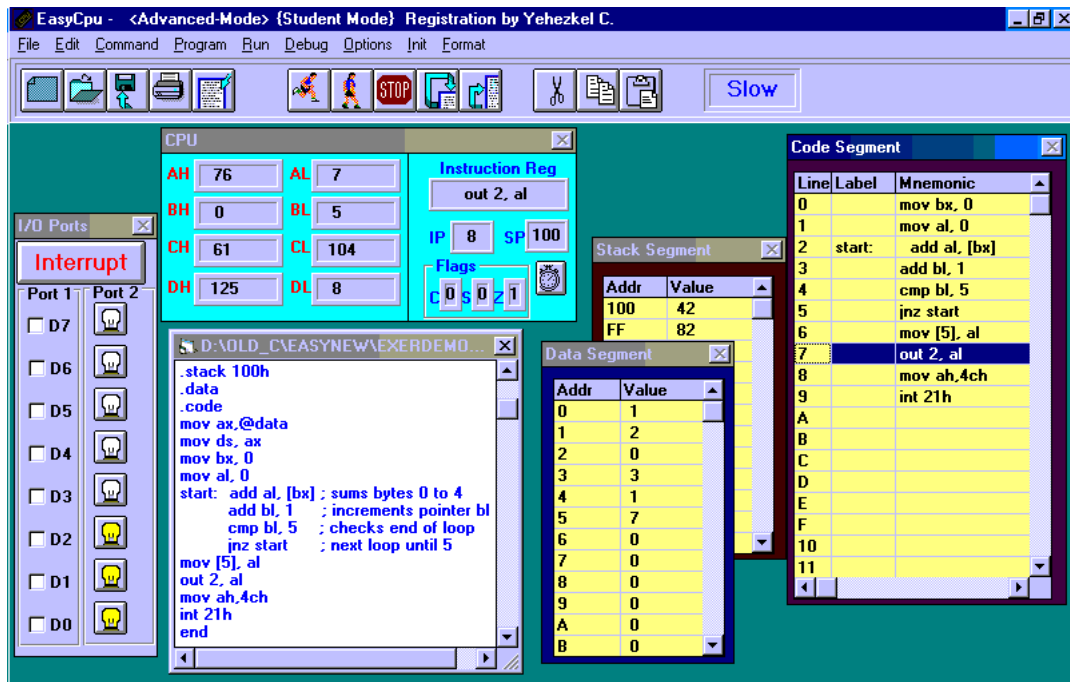 EasyCpu -   <Advanced-Mode> {Student Mode}  Registration by Yehezkel C.
File Edit Command Program Run Debug Options Init Format
STOP
Slow
CPU
AH 76 AL 7
BH 0 BL 5
CH 61 CL 104
DH 125 DL 8
Instruction Reg
out 2, al
IP 8 SP 100
Flags
C 0 S 0 Z 1
I/O Ports
Interrupt
Port 1 Port 2
D7
D6
D5
D4
D3
D2
D1
D0
D:\OLD_C\EASYNEW\EXERDEMO...
.stack 100h
.data
.code
mov ax,@data
mov ds, ax
mov bx, 0
mov al, 0
start:  add al, [bx] ; sums bytes 0 to 4
add bl, 1     ; increments pointer bl
cmp bl, 5    ; checks end of loop
jnz start     ; next loop until 5
mov [5], al
out 2, al
mov ah,4ch
int 21h
end
Stack Segment
Addr Value
100 42
FF 82
Data Segment
Addr Value
0 1
1 2
2 0
3 3
4 1
5 7
6 0
7 0
8 0
9 0
A 0
B 0
Code Segment
Line Label Mnemonic
0 mov bx, 0
1 mov al, 0
2 start: add al, [bx]
3 add bl, 1
4 cmp bl, 5
5 jnz start
6 mov [5], al
7 out 2, al
8 mov ah,4ch
9 int 21h
A
B
C
D
E
F
10
11